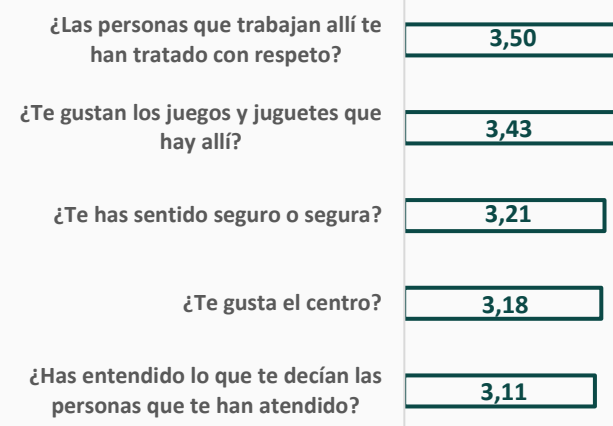 ¿Las personas que trabajan allí te
han tratado con respeto?
3,50
¿Te gustan los juegos y juguetes que
hay allí?
3,43
¿Te has sentido seguro o segura?
3,21
¿Te gusta el centro?
3,18
¿Has entendido lo que te decían las
personas que te han atendido?
3,11